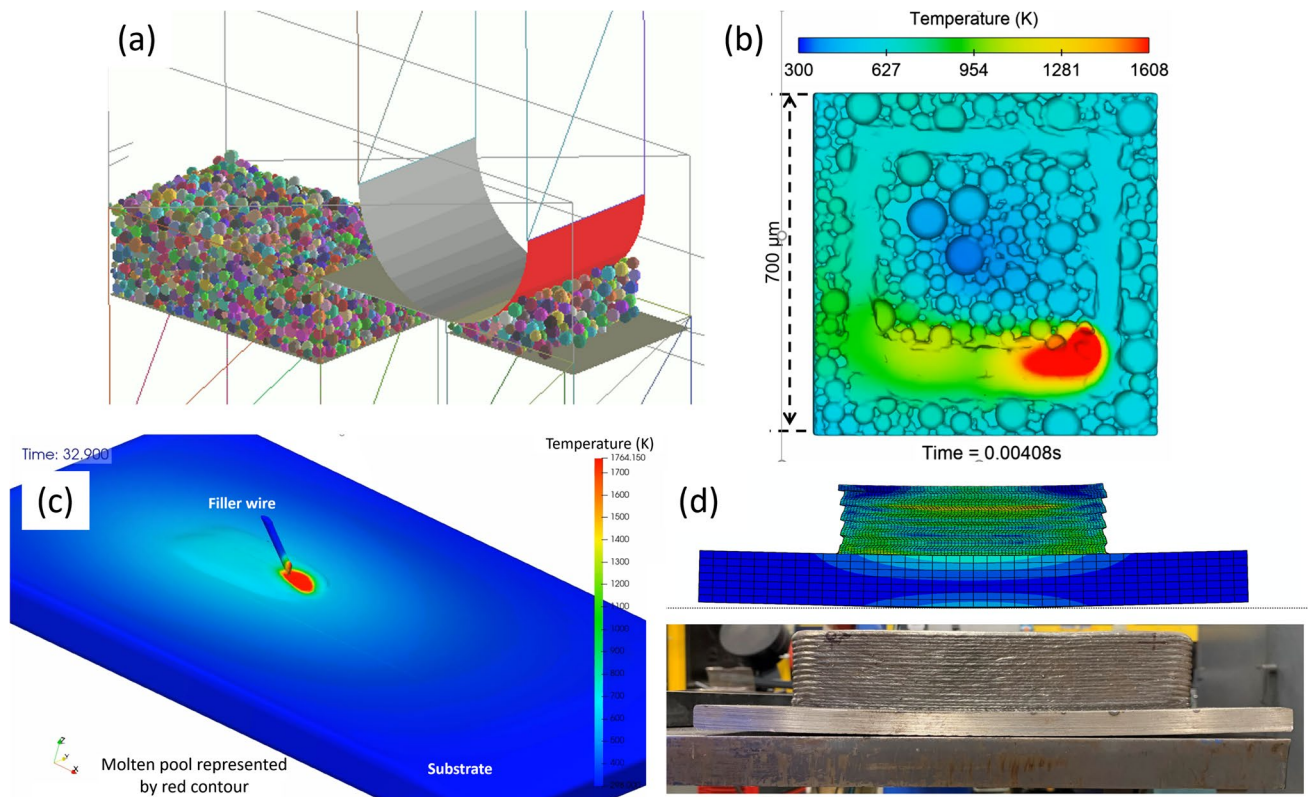 (a)
(b)
Temperature (K)
300 627 954 1281 1608
700 µm
Time = 0.00408s
Time: 32.900
(c)
Filler wire
Temperature (K)
1764.150
1700
1600
1500
1400
1300
1200
1100
1000
900
800
700
600
500
400
Z
Y
X
Molten pool represented
by red contour
Substrate
(d)